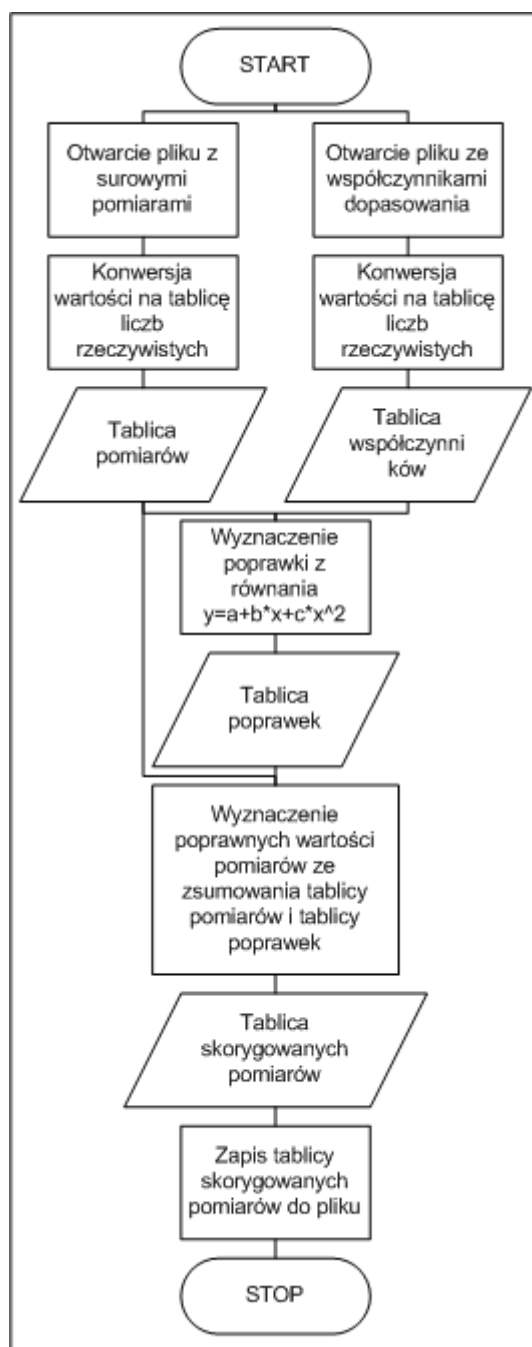 START
Otwarcie pliku z
surowymi
pomiarami
Otwarcie pliku ze
współczynnikami
dopasowania
Konwersja
wartości na tablicę
liczb
rzeczywistych
Konwersja
wartości na tablicę
liczb
rzeczywistych
Tablica
pomiarów
Tablica
współczynni
ków
Wyznaczenie
poprawki z
równania
y=a+b*x+c*x^2
Tablica
poprawek
Wyznaczenie
poprawnych wartości
pomiarów ze
zsumowania tablicy
pomiarów i tablicy
poprawek
Tablica
skorygowanych
pomiarów
Zapis tablicy
skorygowanych
pomiarów do pliku
STOP